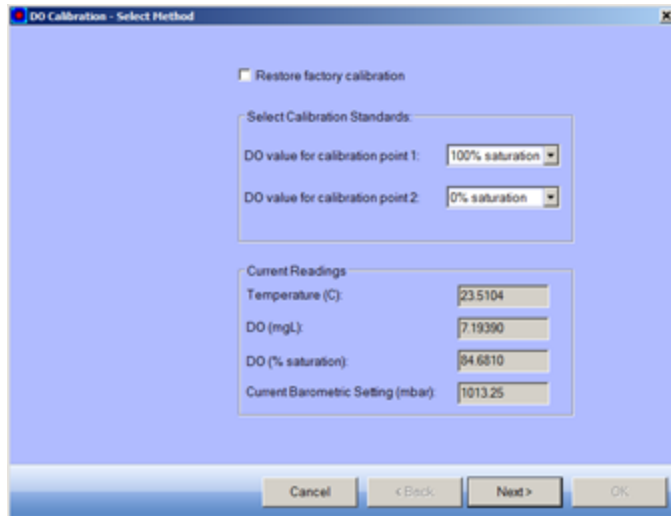 DO Calibration - Select Method
Restore factory calibration
Select Calibration Standards:
DO value for calibration point 1: 100% saturation
DO value for calibration point 2: 0% saturation
Current Readings
Temperature (C): 23.5104
DO (mgL): 7.19390
DO (% saturation): 84.6810
Current Barometric Setting (mbar): 1013.25
Cancel < Back Next > OK